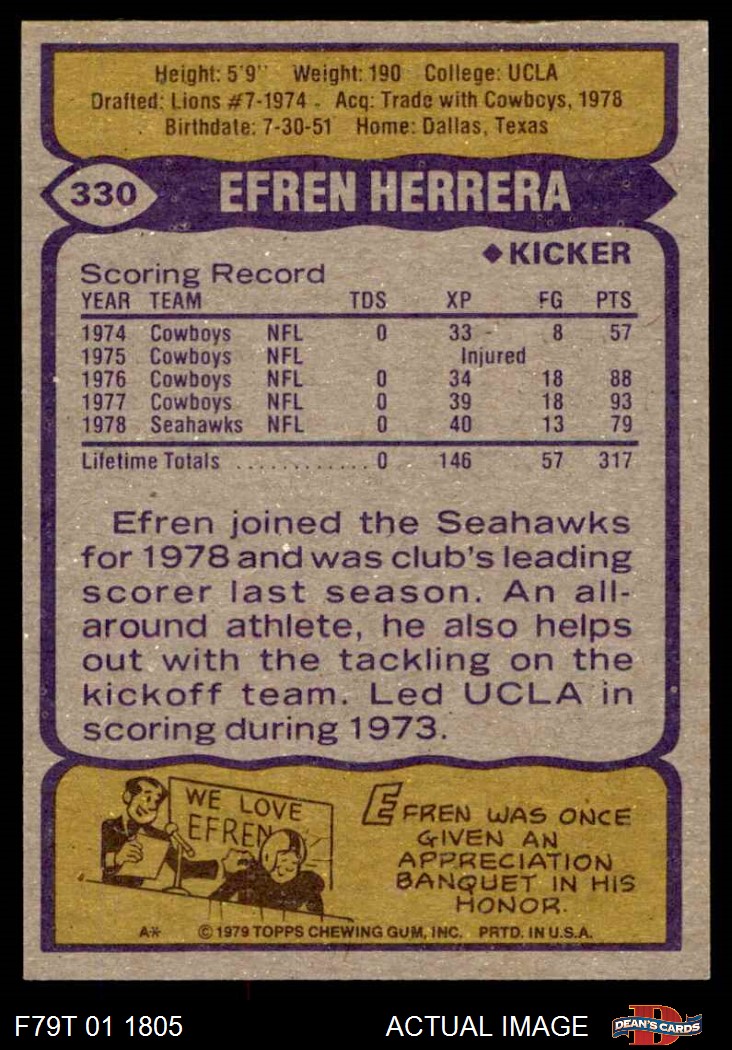 Height: 5'9" Weight: 190 College: UCLA
Drafted: Lions #7-1974 Acq: Trade with Cowboys, 1978
Birthdate: 7-30-51 Home: Dallas, Texas
330 EFREN HERRERA
◆KICKER
Scoring Record
YEAR TEAM TDS XP FG PTS
1974 Cowboys NFL 0 33 8 57
1975 Cowboys NFL Injured
1976 Cowboys NFL 0 34 18 88
1977 Cowboys NFL 0 39 18 93
1978 Seahawks NFL 0 40 13 79
Lifetime Totals ............ 0 146 57 317
Efren joined the Seahawks
for 1978 and was club's leading
scorer last season. An all-
around athlete, he also helps
out with the tackling on the
kickoff team. Led UCLA in
scoring during 1973.
WE LOVE
EFREN
EFREN WAS ONCE
GIVEN AN
APPRECIATION
BANQUET IN HIS
HONOR.
A* © 1979 TOPPS CHEWING GUM, INC. PRTD. IN U.S.A.
F79T 01 1805 ACTUAL IMAGE D DEAN'S CARDS